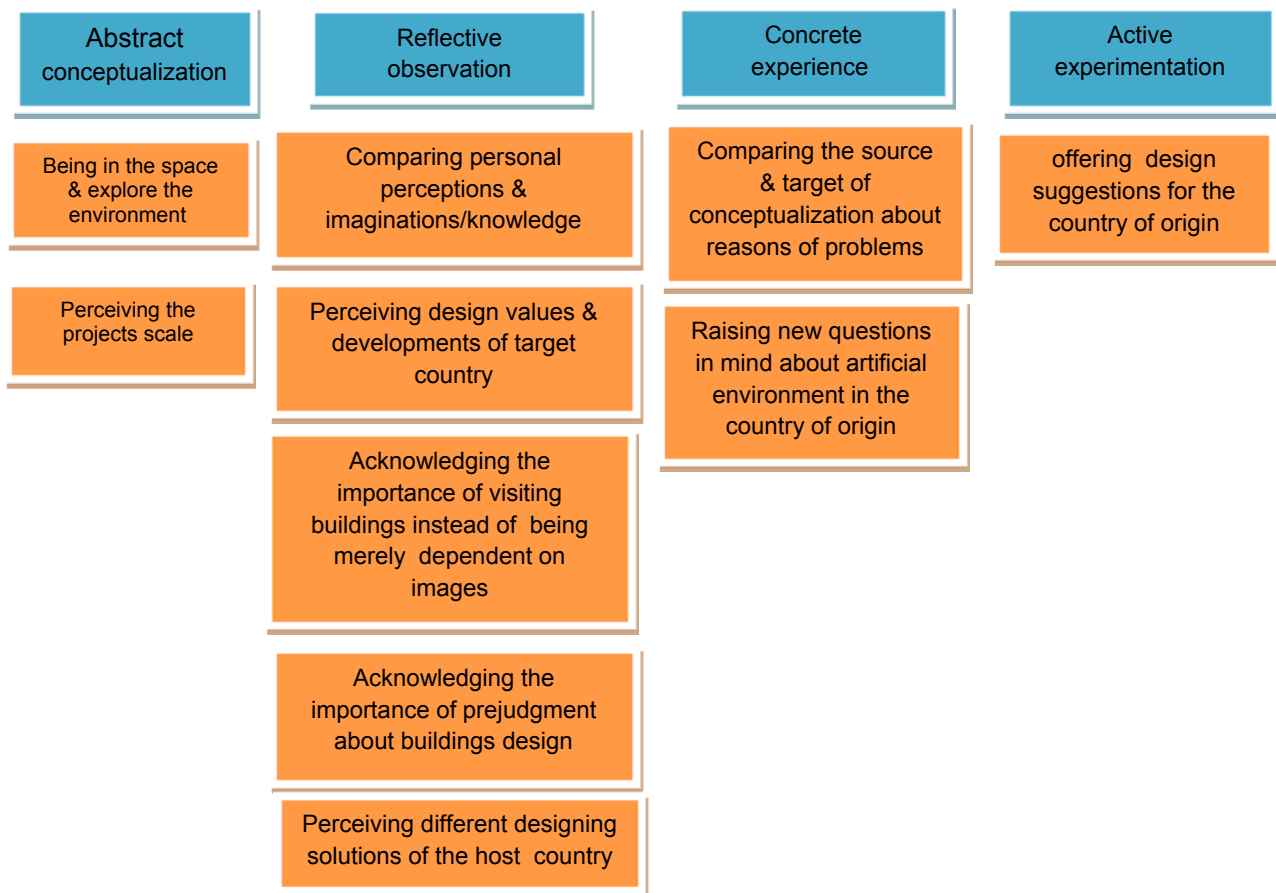 Abstract
conceptualization
Being in the space
& explore the
environment
Perceiving the
projects scale
Reflective
observation
Comparing personal
perceptions &
imaginations/knowledge
Perceiving design values &
developments of target
country
Acknowledging the
importance of visiting
buildings instead of being
merely dependent on
images
Acknowledging the
importance of prejudgment
about buildings design
Perceiving different designing
solutions of the host country
Concrete
experience
Comparing the source
& target of
conceptualization about
reasons of problems
Raising new questions
in mind about artificial
environment in the
country of origin
Active
experimentation
offering design
suggestions for the
country of origin